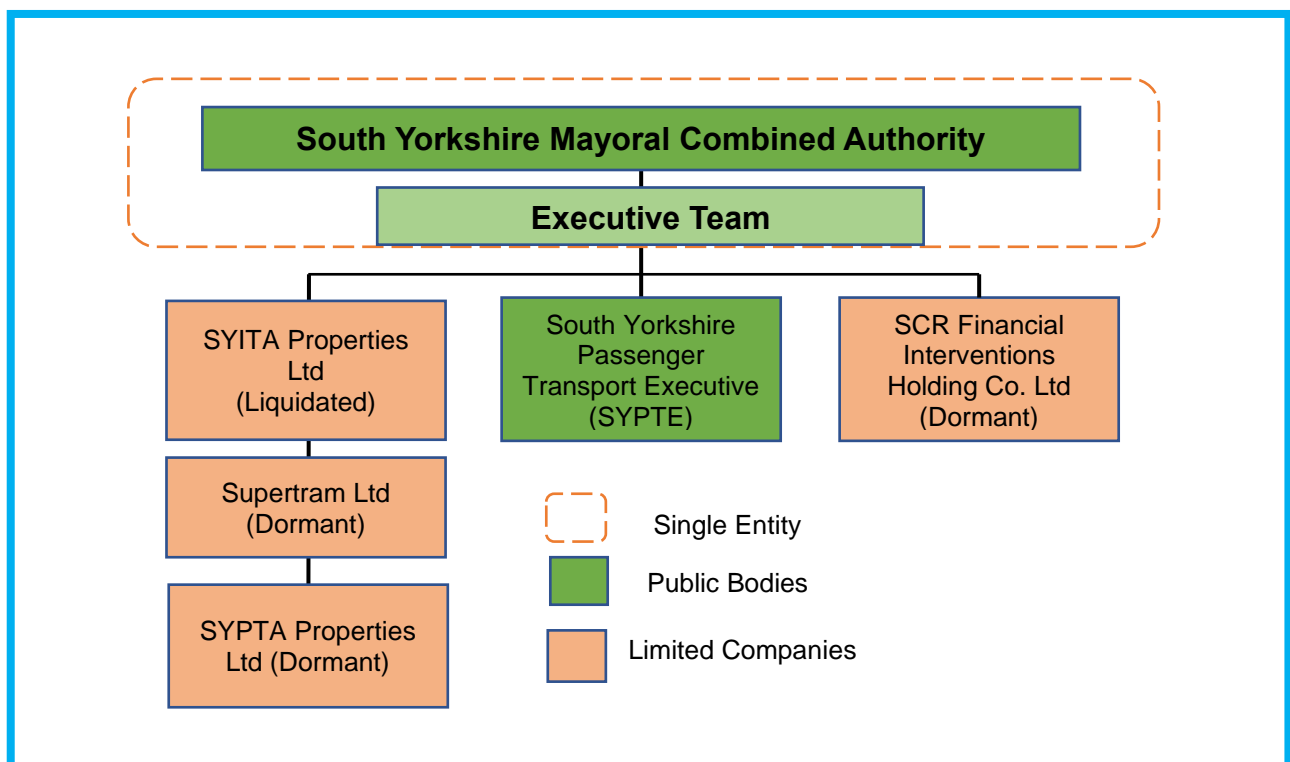 South Yorkshire Mayoral Combined Authority
Executive Team
SYITA Properties
Ltd
(Liquidated)
South Yorkshire
Passenger
Transport Executive
(SYPTE)
SCR Financial
Interventions
Holding Co. Ltd
(Dormant)
Supertram Ltd
(Dormant)
SYPTA Properties
Ltd (Dormant)
Single Entity
Public Bodies
Limited Companies